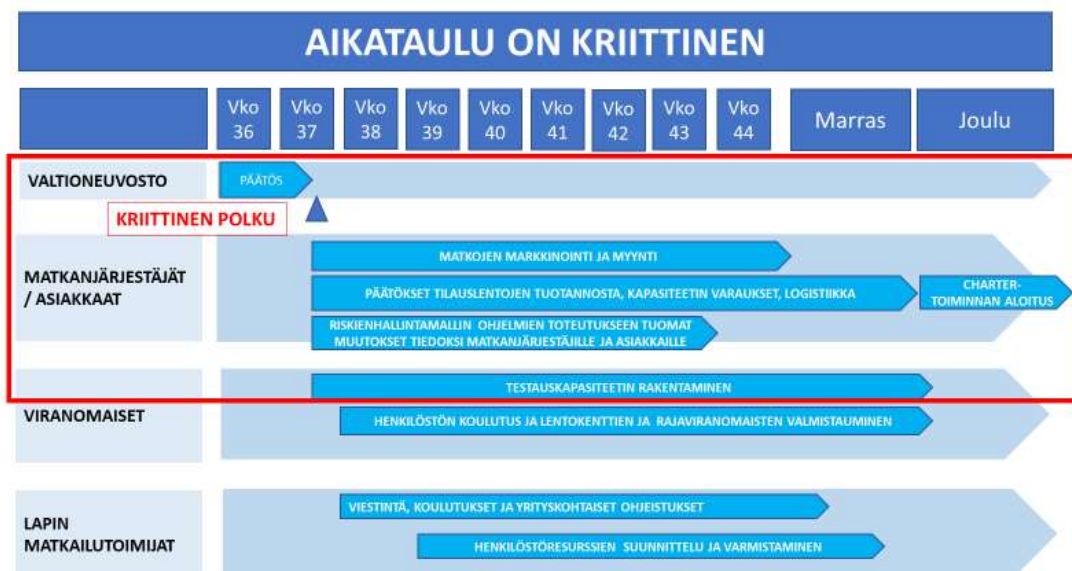 AIKATAULU ON KRIITTINEN
Vko
36
Vko
37
Vko
38
Vko
39
Vko
40
Vko
41
Vko
42
Vko
43
Vko
44
Marras
Joulu
VALTIONEUVOSTO
PÄÄTÖS
KRIITTINEN POLKU
MATKANJÄRJESTÄJÄT
/ ASIAKKAAT
MATKOJEN MARKKINOINTI JA MYYNTI
PÄÄTÖKSET TILAUSLENTOJEN TUOTANNOSTA, KAPASITEETIN VARAUKSET, LOGISTIIKKA
CHARTER-
TOIMINNAN ALOITUS
RISKIENHALLINTAMALLIN OHJELMIEN TOTEUTUKSEEN TUOMAT
MUUTOKSET TIEDOKSI MATKANJÄRJESTÄJILLE JA ASIAKKAILLE
VIRANOMAISET
TESTAUSKAPASITEETIN RAKENTAMINEN
HENKILÖSTÖN KOULUTUS JA LENTOKENTTIEN JA RAJAVIRANOMAISTEN VALMISTAUMINEN
LAPIN
MATKAILUTOIMIJAT
VIESTINTÄ, KOULUTUKSET JA YRITYSKOHTAISET OHJEISTUKSET
HENKILÖSTÖRESURSSIEN SUUNNITTELU JA VARMISTAMINEN